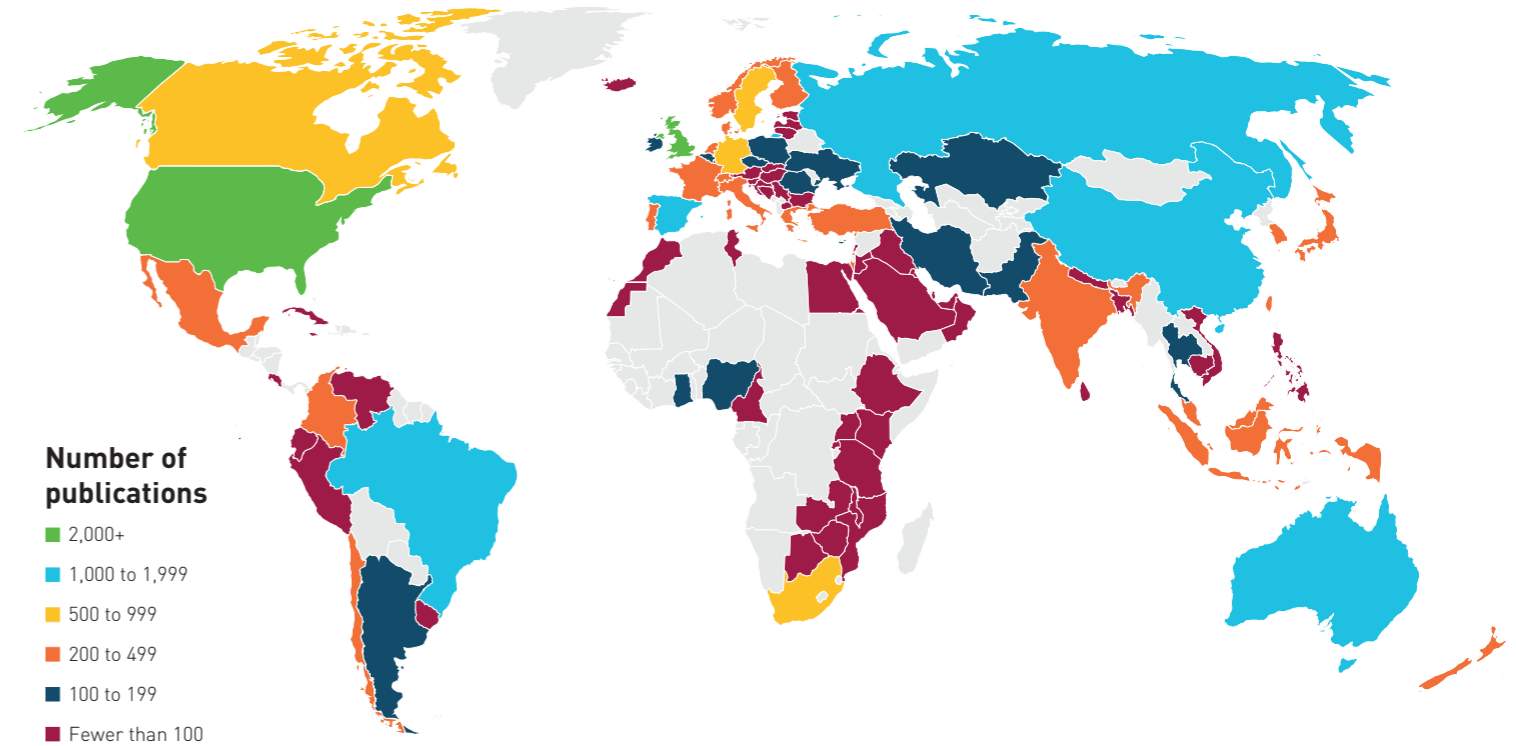 Number of
publications
2,000+
1,000 to 1,999
500 to 999
200 to 499
100 to 199
Fewer than 100